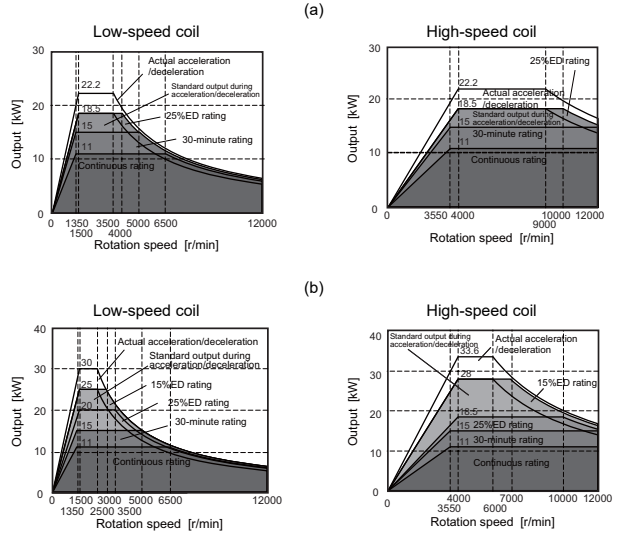 (a)
Low-speed coil
Output [kW]
30
20
10
0
22.2
18.5
15
11
Actual acceleration
/deceleration
Standard output during
acceleration/deceleration
25%ED rating
30-minute rating
Continuous rating
0
1350
3500
5000
6500
12000
1500
4000
Rotation speed [r/min]
High-speed coil
Output [kW]
30
20
10
0
25%ED rating
22.2
Actual acceleration
/deceleration
18.5
Standard output during
acceleration/deceleration
15
30-minute rating
11
Continuous rating
0
3550
4000
10000
12000
9000
Rotation speed [r/min]
(b)
Low-speed coil
Output [kW]
40
30
20
10
0
30
25
20
15
11
Actual acceleration/deceleration
Standard output during
acceleration/deceleration
15%ED rating
25%ED rating
30-minute rating
Continuous rating
0
1500
3000
5000
6500
12000
1350
2500
3500
Rotation speed [r/min]
High-speed coil
Output [kW]
40
30
20
10
0
Standard output during
acceleration/deceleration
33.6
Actual acceleration
/deceleration
28
15%ED rating
18.5
15
25%ED rating
30-minute rating
11
Continuous rating
0
4000
7000
10000
12000
3550
6000
Rotation speed [r/min]